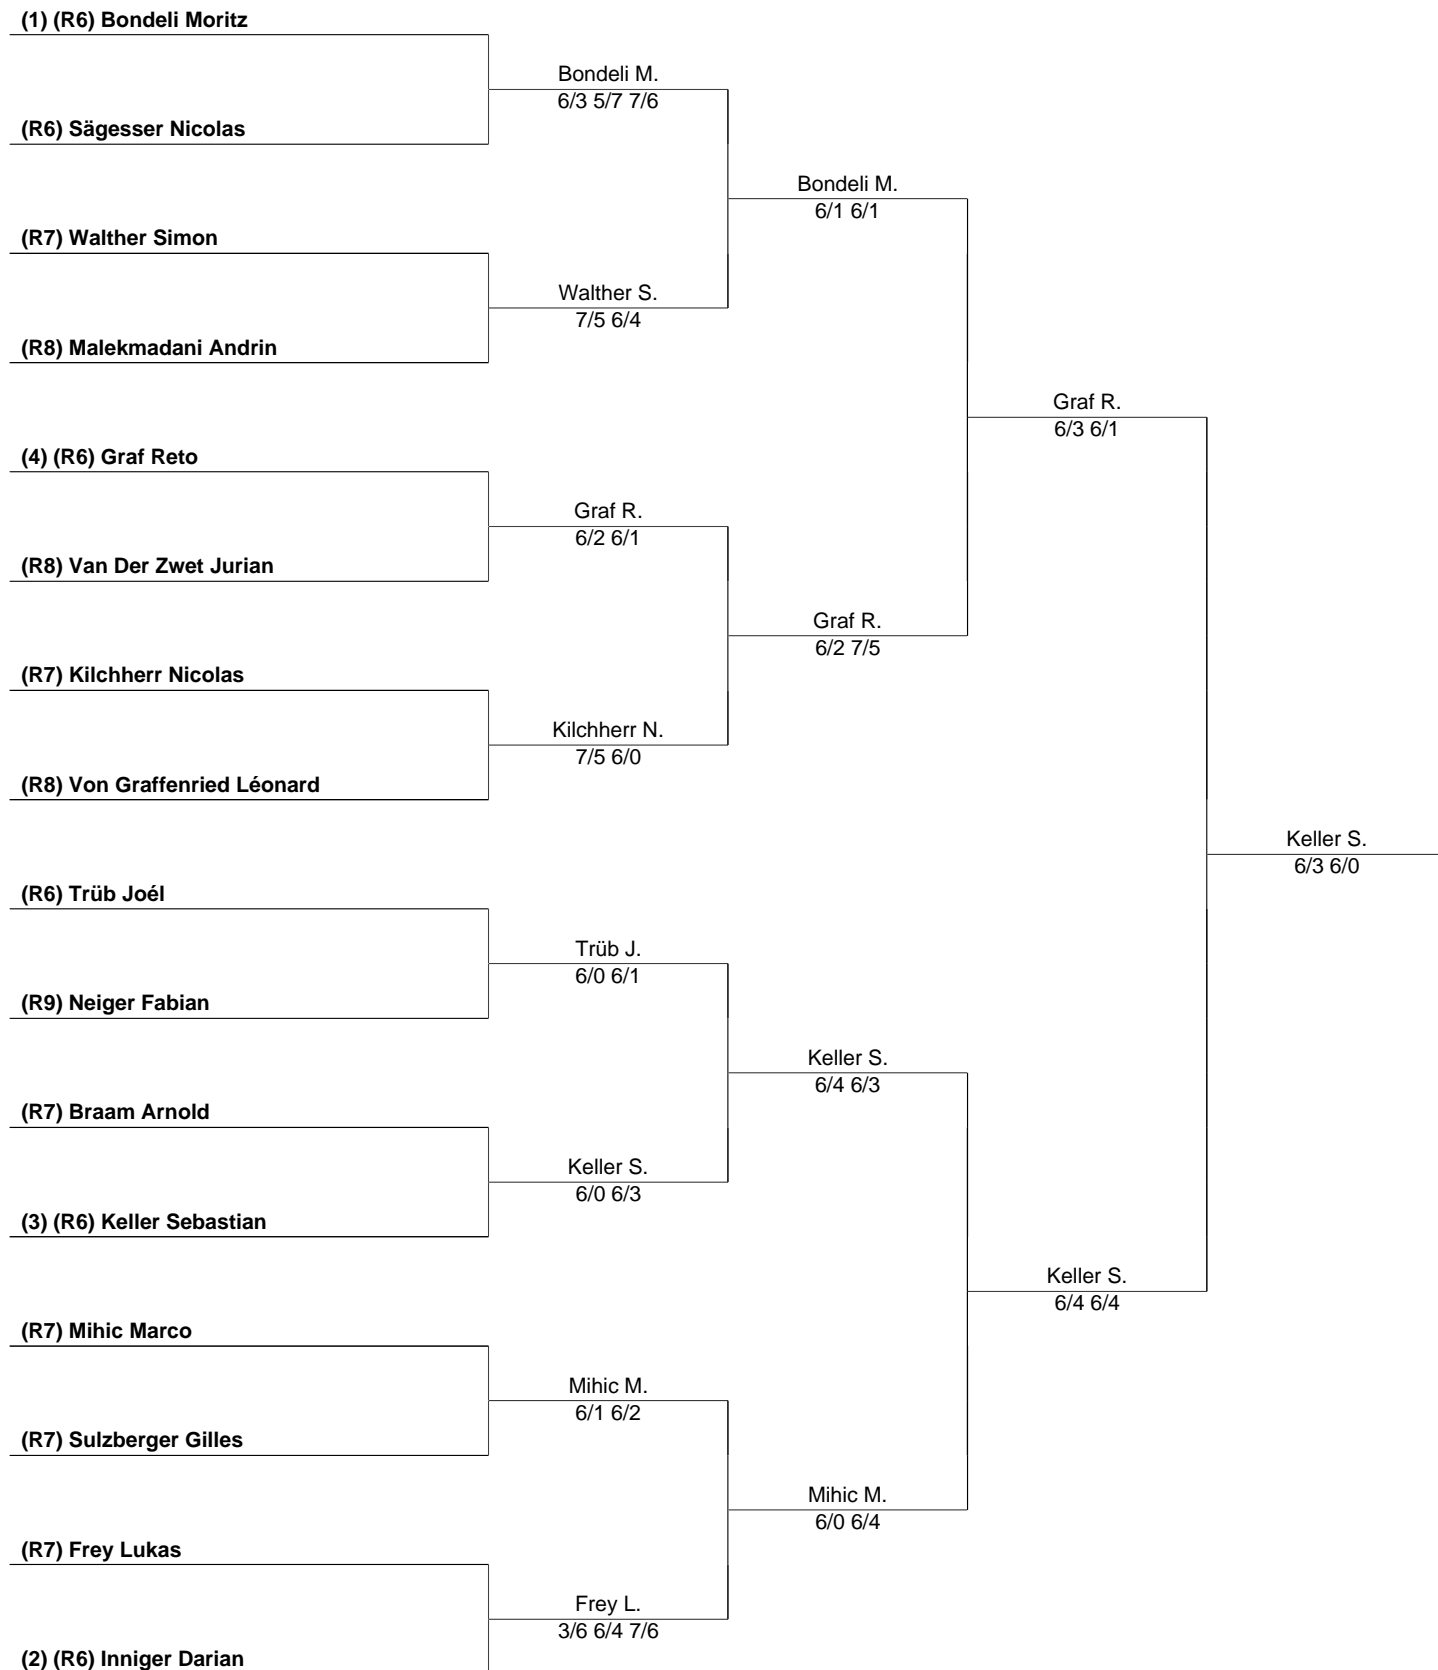 (1) (R6) Bondeli Moritz
Bondeli M.
6/3 5/7 7/6
(R6) Sägesser Nicolas
Bondeli M.
6/1 6/1
(R7) Walther Simon
Walther S.
7/5 6/4
(R8) Malekmadani Andrin
Graf R.
6/3 6/1
(4) (R6) Graf Reto
Graf R.
6/2 6/1
(R8) Van Der Zwet Jurian
Graf R.
6/2 7/5
(R7) Kilchherr Nicolas
Kilchherr N.
7/5 6/0
(R8) Von Graffenried Léonard
Keller S.
6/3 6/0
(R6) Trüb Joél
Trüb J.
6/0 6/1
(R9) Neiger Fabian
Keller S.
6/4 6/3
(R7) Braam Arnold
Keller S.
6/0 6/3
(3) (R6) Keller Sebastian
Keller S.
6/4 6/4
(R7) Mihic Marco
Mihic M.
6/1 6/2
(R7) Sulzberger Gilles
Mihic M.
6/0 6/4
(R7) Frey Lukas
Frey L.
3/6 6/4 7/6
(2) (R6) Inniger Darian